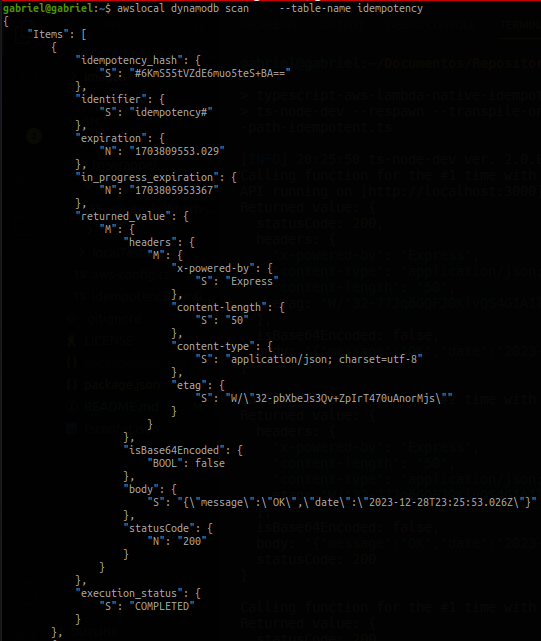 gabriel@gabriel:~$ awslocal dynamodb scan     --table-name idempotency
{
    "Items": [
        {
            "idempotency_hash": {
                "S": "#6KmS55tVZdE6muo5teS+BA=="
            },
            "identifier": {
                "S": "idempotency#"
            },
            "expiration": {
                "N": "1703809553.029"
            },
            "in_progress_expiration": {
                "N": "1703805953367"
            },
            "returned_value": {
                "M": {
                    "headers": {
                        "M": {
                            "x-powered-by": {
                                "S": "Express"
                            },
                            "content-length": {
                                "S": "50"
                            },
                            "content-type": {
                                "S": "application/json; charset=utf-8"
                            },
                            "etag": {
                                "S": "W/\"32-pbXbeJs3Qv+ZpIrT470uAnorMjs\""
                            }
                        }
                    },
                    "isBase64Encoded": {
                        "BOOL": false
                    },
                    "body": {
                        "S": "{\"message\":\"OK\",\"date\":\"2023-12-28T23:25:53.026Z\"}"
                    },
                    "statusCode": {
                        "N": "200"
                    }
                }
            },
            "execution_status": {
                "S": "COMPLETED"
            }
        },